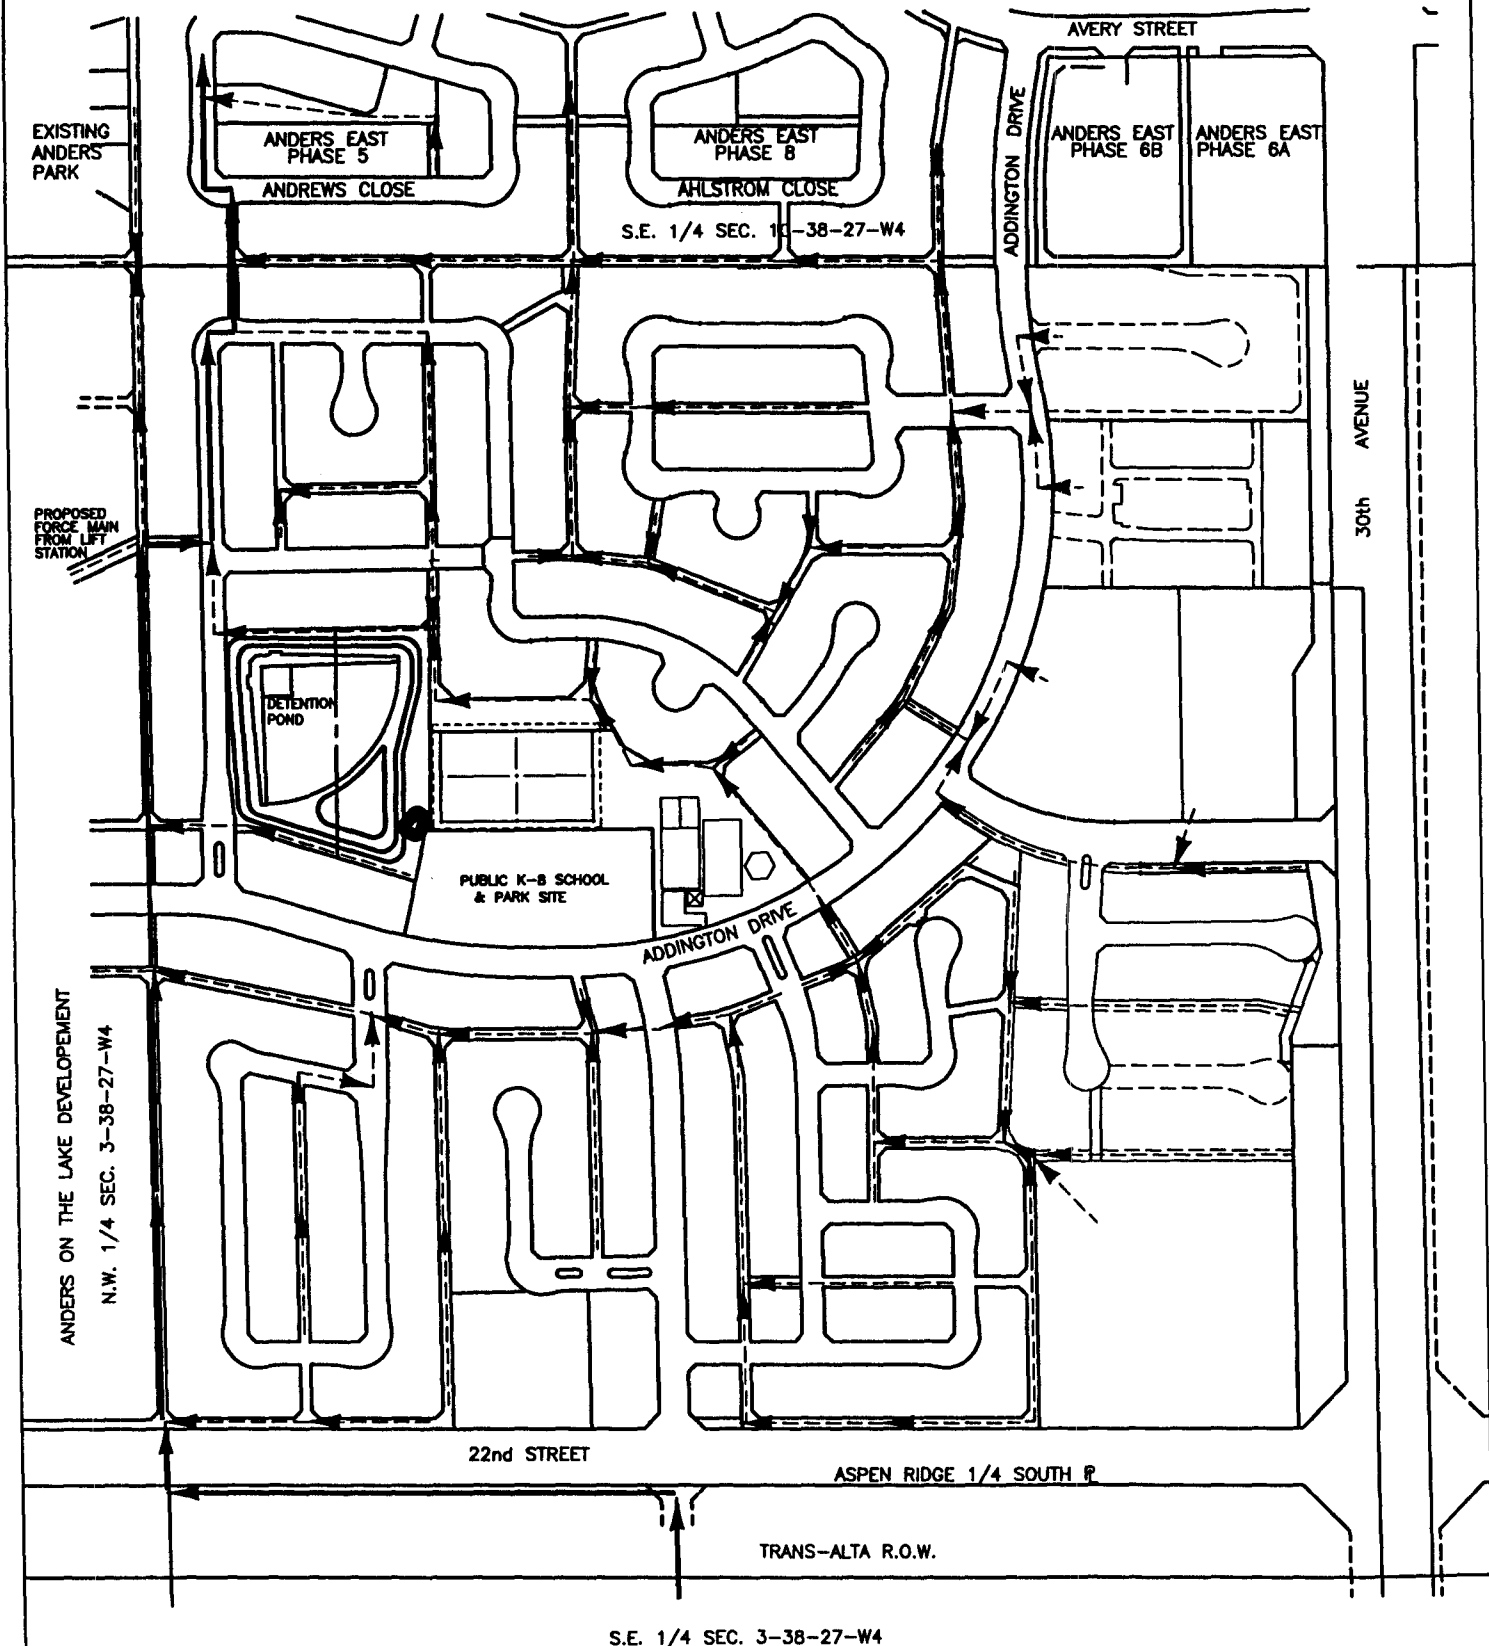 AVERY STREET
EXISTING
ANDERS
PARK
ANDERS EAST
PHASE 5
ANDERS EAST
PHASE 8
ADDINGTON DRIVE
ANDERS EAST
PHASE 6B
ANDERS EAST
PHASE 6A
ANDREWS CLOSE
AHLSTROM CLOSE
S.E. 1/4 SEC. 10-38-27-W4
30th AVENUE
PROPOSED
FORCE MAIN
FROM LIFT
STATION
DETENTION
POND
PUBLIC K-8 SCHOOL
& PARK SITE
ADDINGTON DRIVE
ANDERS ON THE LAKE DEVELOPEMENT
N.W. 1/4 SEC. 3-38-27-W4
22nd STREET
ASPEN RIDGE 1/4 SOUTH PL
TRANS-ALTA R.O.W.
S.E. 1/4 SEC. 3-38-27-W4